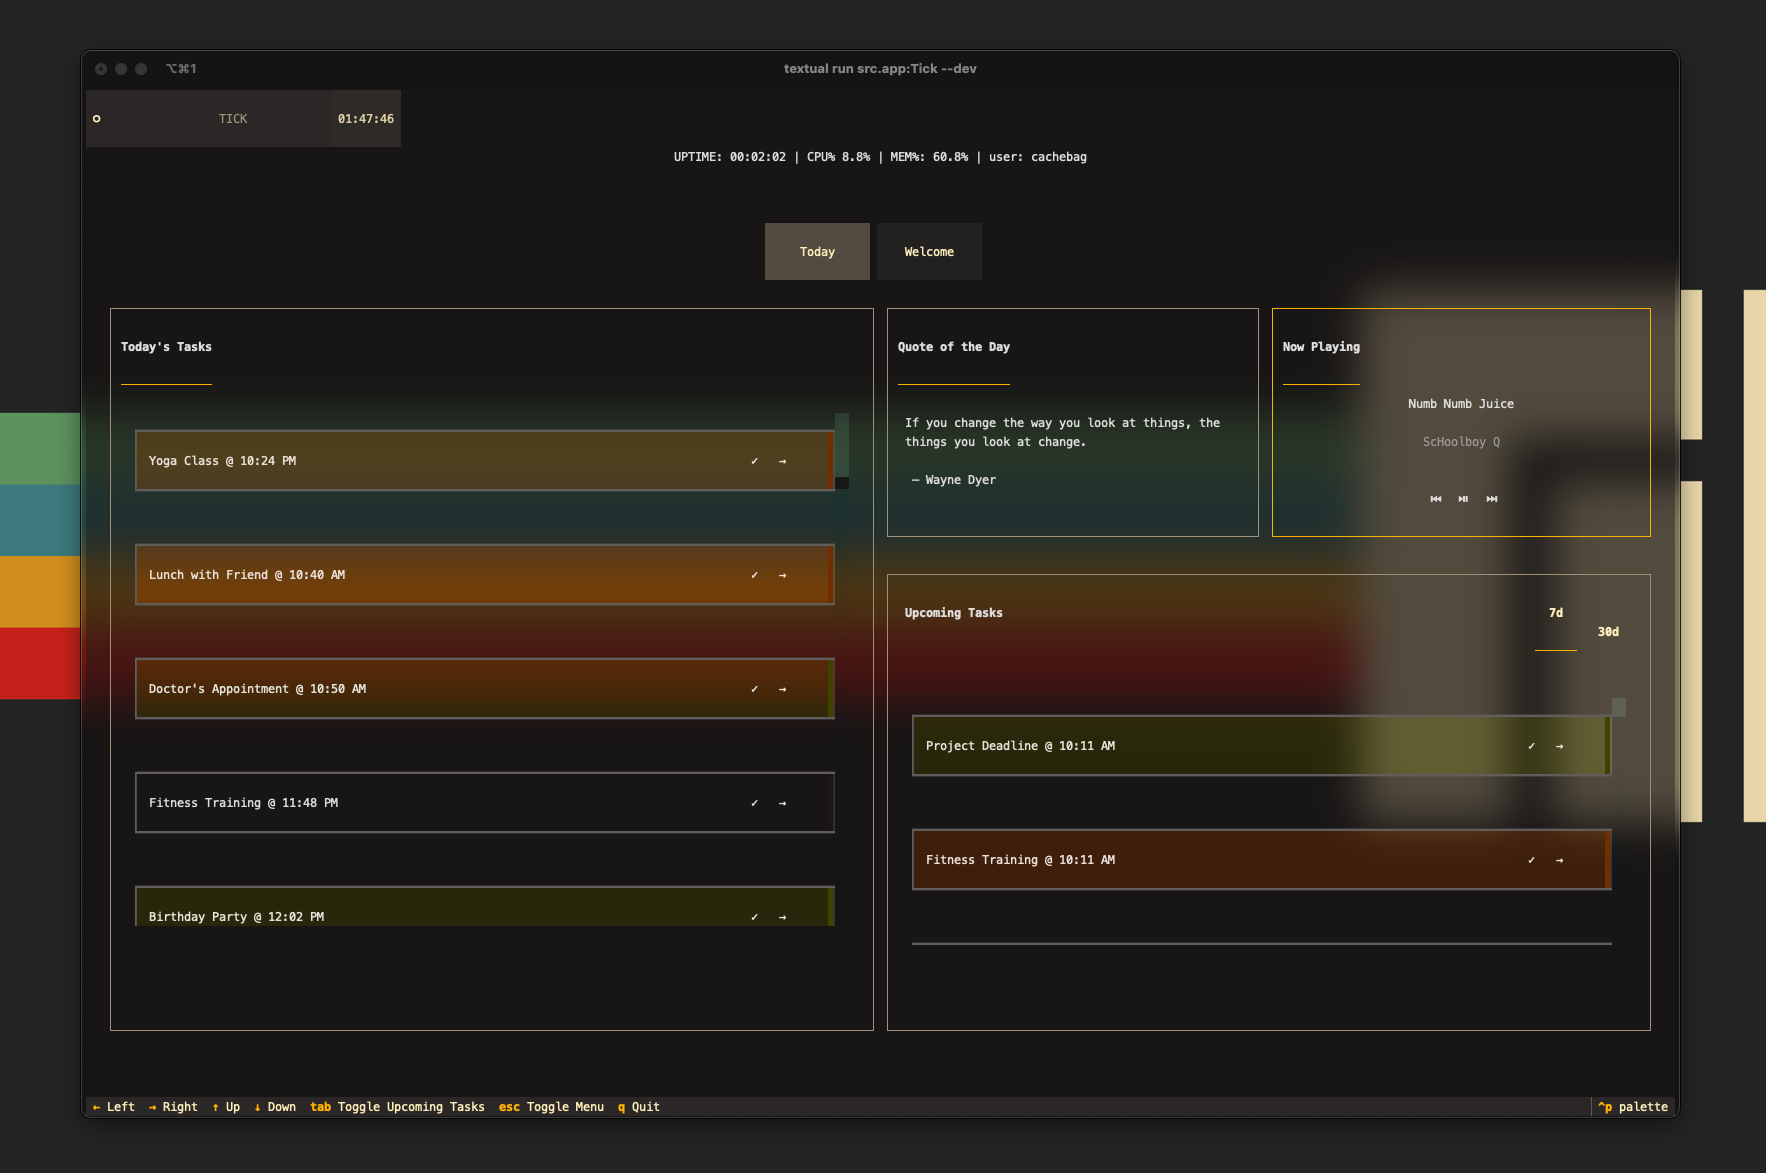 ⌥⌘1
textual run src.app:Tick --dev
TICK
01:47:46
UPTIME: 00:02:02 | CPU% 8.8% | MEM%: 60.8% | user: cachebag
Today
Welcome
Today's Tasks
Yoga Class @ 10:24 PM ✓ →
Lunch with Friend @ 10:40 AM ✓ →
Doctor's Appointment @ 10:50 AM ✓ →
Fitness Training @ 11:48 PM ✓ →
Birthday Party @ 12:02 PM ✓ →
Quote of the Day
If you change the way you look at things, the
things you look at change.
— Wayne Dyer
Now Playing
Numb Numb Juice
ScHoolboy Q
⏮ ⏯ ⏭
Upcoming Tasks
7d
30d
Project Deadline @ 10:11 AM ✓ →
Fitness Training @ 10:11 AM ✓ →
← Left → Right ↑ Up ↓ Down tab Toggle Upcoming Tasks esc Toggle Menu q Quit
^p palette